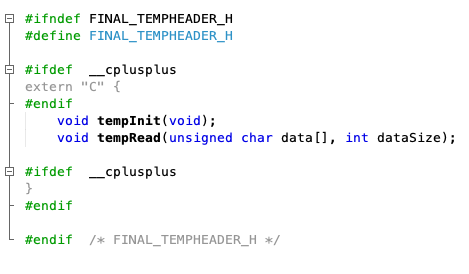 #ifndef FINAL_TEMPHEADER_H
#define FINAL_TEMPHEADER_H
#ifdef  __cplusplus
extern "C" {
#endif
void tempInit(void);
void tempRead(unsigned char data[], int dataSize);
#ifdef  __cplusplus
}
#endif
#endif  /* FINAL_TEMPHEADER_H */